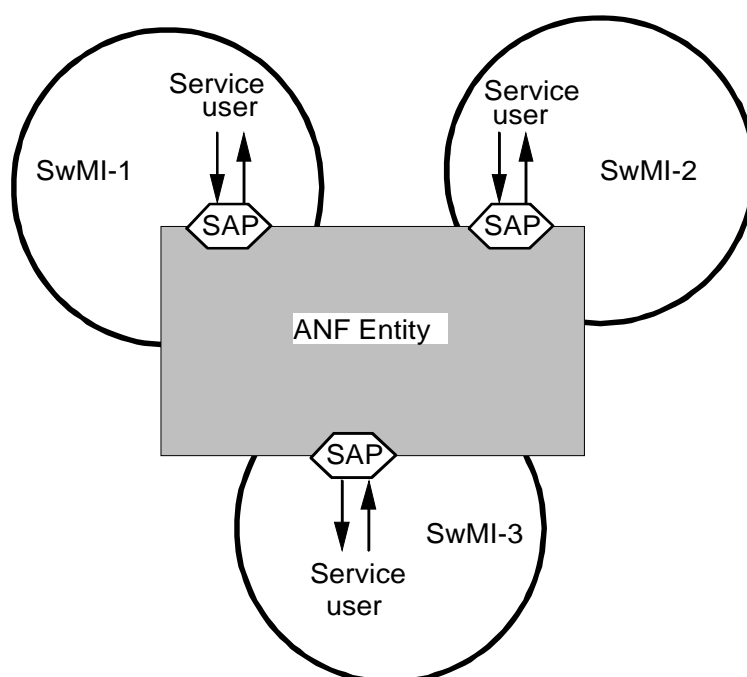 Service
user
Service
user
SwMI-1
SwMI-2
SAP
SAP
ANF Entity
SAP
SwMI-3
Service
user